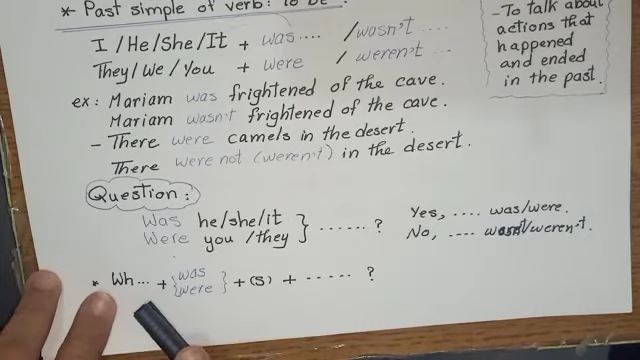 * Past simple of verb: to be.
I /He/She/It + was.... /wasn't ....
They/We/You + were / weren't ...
ex: Mariam was frightened of the cave.
Mariam wasn't frightened of the cave.
- There were camels in the desert.
There were not (weren't) in the desert.
- To talk about
actions that
happened
and ended
in the past.
Question:
Was he/she/it
Were you/they } ...... ?
Yes, .... was/were.
No, .... wasn't/weren't.
* Wh... + { was were } + (S) + ..... ?